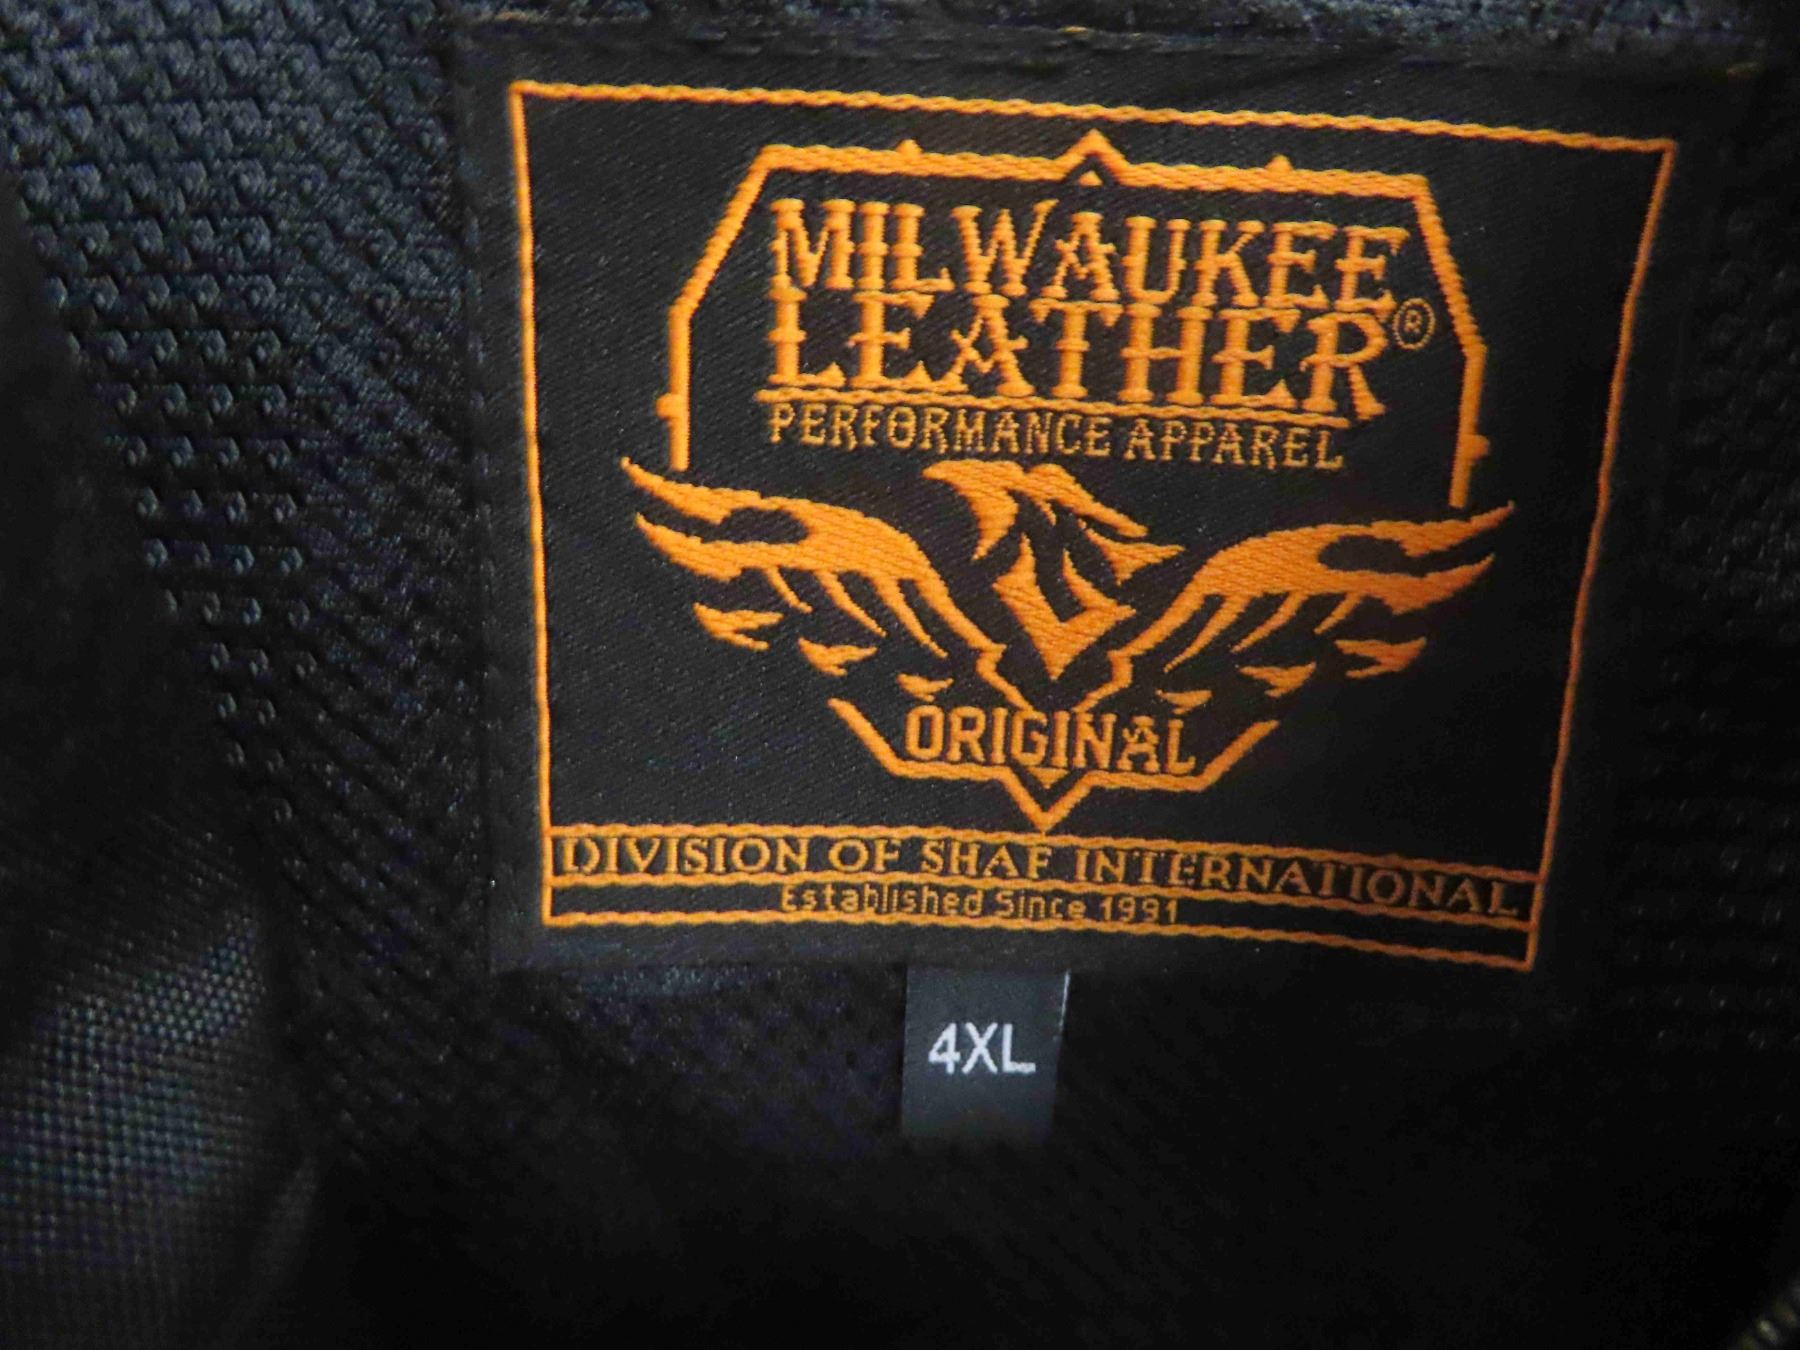 MILWAUKEE
LEATHER®
PERFORMANCE APPAREL
ORIGINAL
DIVISION OF SHAF INTERNATIONAL
Established Since 1991
4XL